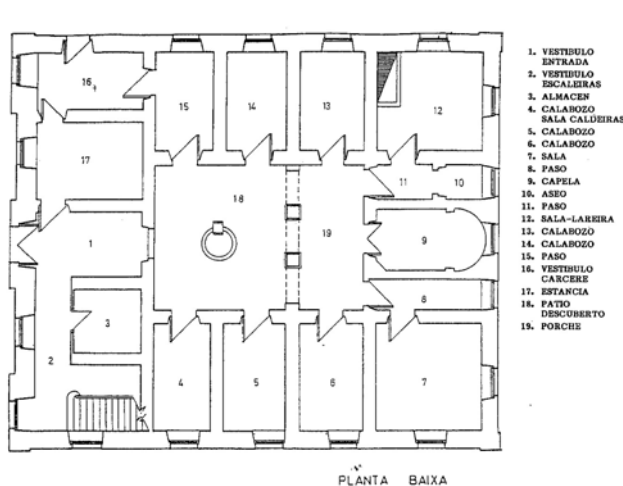 1. VESTIBULO
ENTRADA
2. VESTIBULO
ESCALEIRAS
3. ALMACEN
4. CALABOZO
SALA CALDEIRAS
5. CALABOZO
6. CALABOZO
7. SALA
8. PASO
9. CAPELA
10. ASEO
11. PASO
12. SALA-LAREIRA
13. CALABOZO
14. CALABOZO
15. PASO
16. VESTIBULO
CARCERE
17. ESTANCIA
18. PATIO
DESCUBERTO
19. PORCHE
16
15
14
13
12
17
11
10
18
19
1
9
8
3
2
4
5
6
7
PLANTA BAIXA